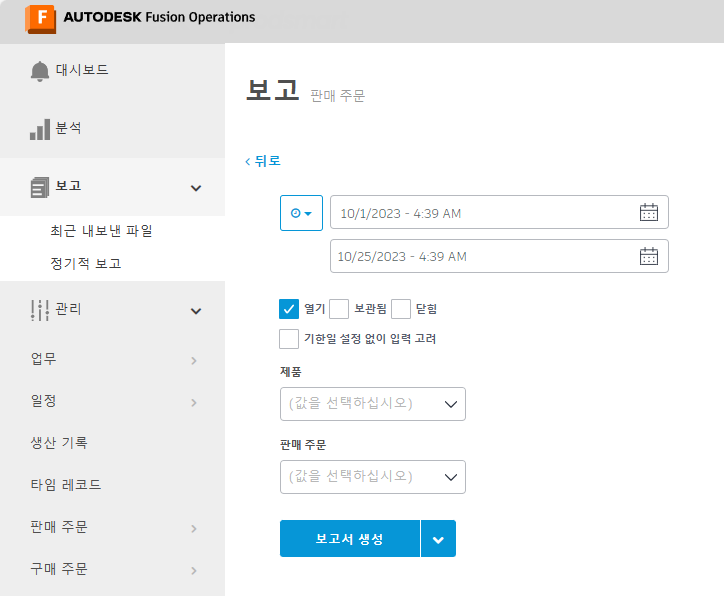 F AUTODESK Fusion Operations
대시보드
분석
보고
최근 내보낸 파일
정기적 보고
관리
업무
일정
생산 기록
타임 레코드
판매 주문
구매 주문
보고 판매 주문
뒤로
10/1/2023 - 4:39 AM
10/25/2023 - 4:39 AM
열기 보관됨 닫힘
기한일 설정 없이 입력 고려
제품
(값을 선택하십시오)
판매 주문
(값을 선택하십시오)
보고서 생성